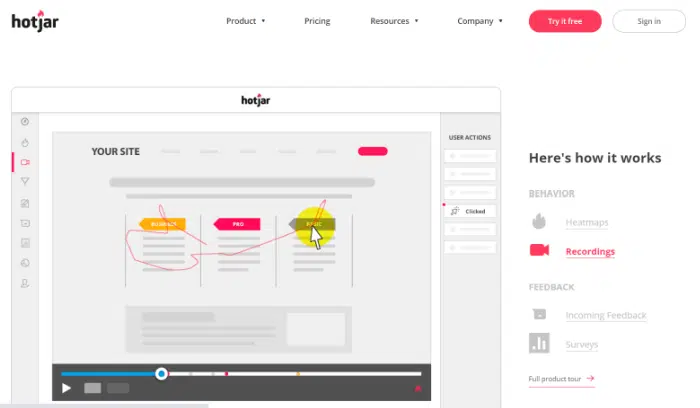 hotjar
Product
Pricing
Resources
Company
Try it free
Sign in
hotjar
YOUR SITE
USER ACTIONS
Clicked
BUSINESS
PRO
BASIC
Here's how it works
BEHAVIOR
Heatmaps
Recordings
FEEDBACK
Incoming Feedback
Surveys
Full product tour